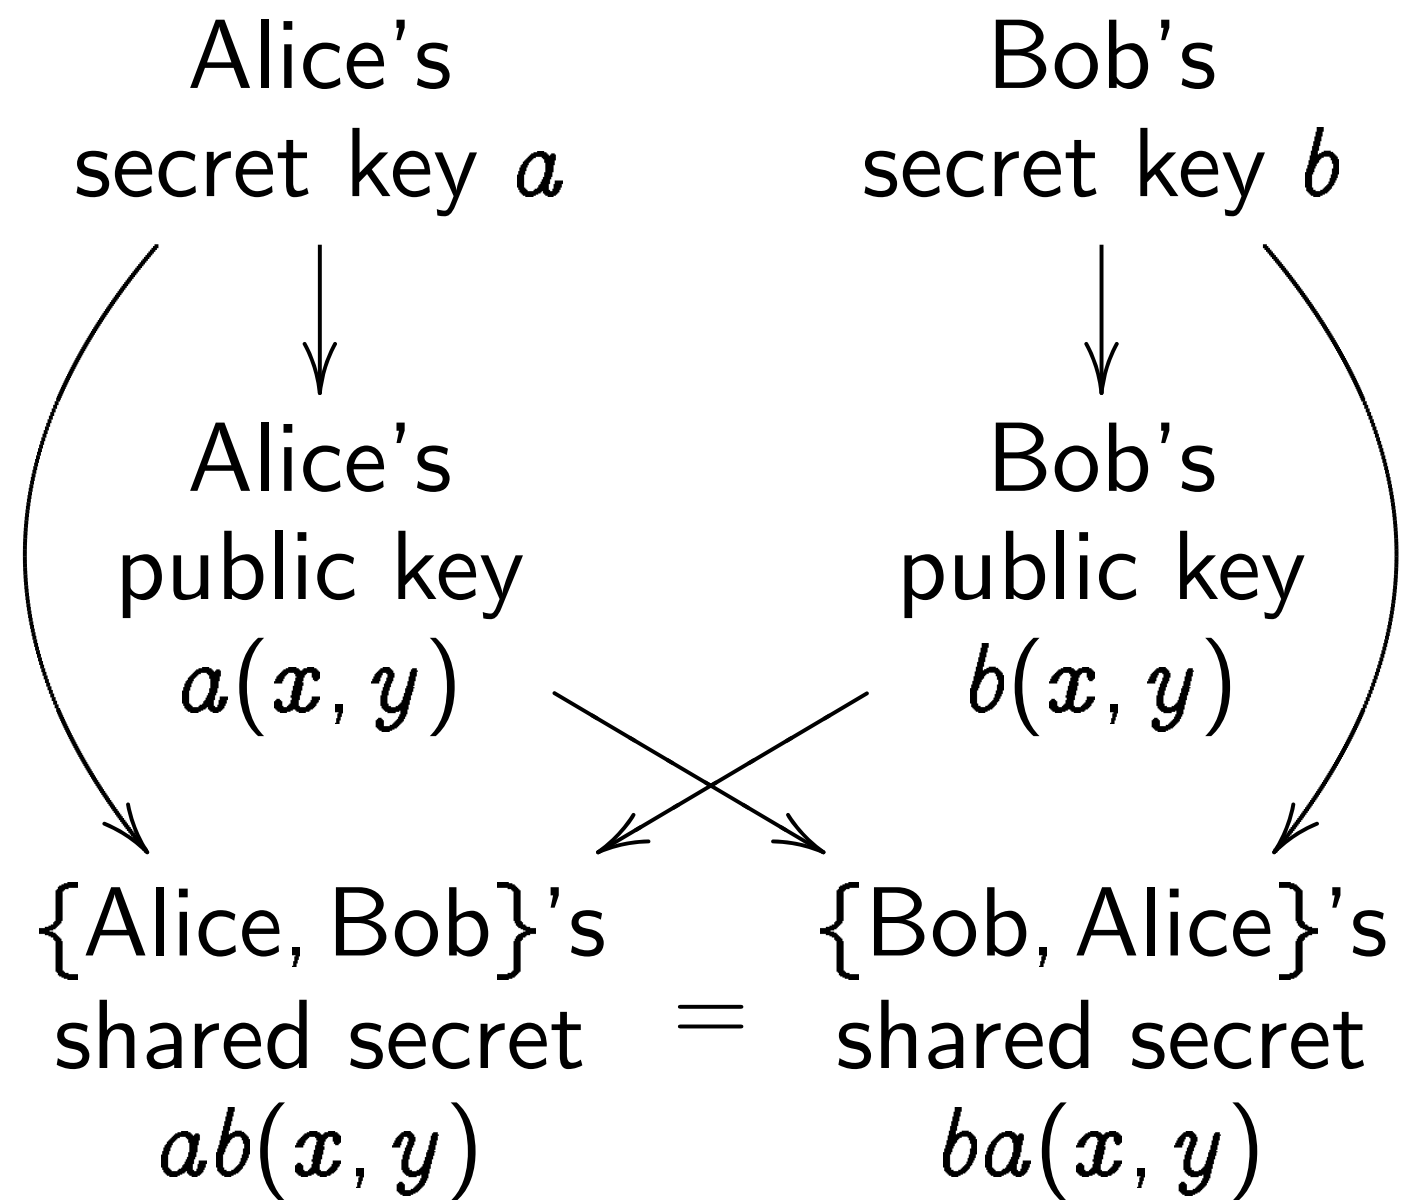 Alice's
secret key a
Bob's
secret key b
Alice's
public key
a(x, y)
Bob's
public key
b(x, y)
{Alice, Bob}'s
shared secret
ab(x, y)
=
{Bob, Alice}'s
shared secret
ba(x, y)